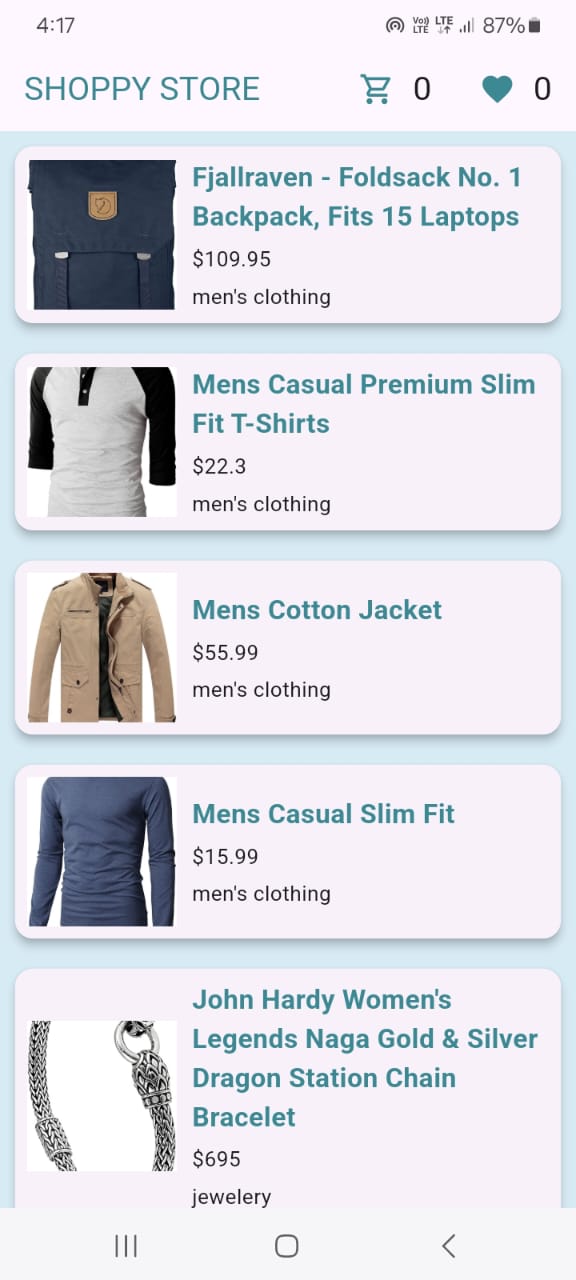 4:17
Vo)) LTE
LTE
87%
SHOPPY STORE
0
0
Fjallraven - Foldsack No. 1
Backpack, Fits 15 Laptops
$109.95
men's clothing
Mens Casual Premium Slim
Fit T-Shirts
$22.3
men's clothing
Mens Cotton Jacket
$55.99
men's clothing
Mens Casual Slim Fit
$15.99
men's clothing
John Hardy Women's
Legends Naga Gold & Silver
Dragon Station Chain
Bracelet
$695
jewelery